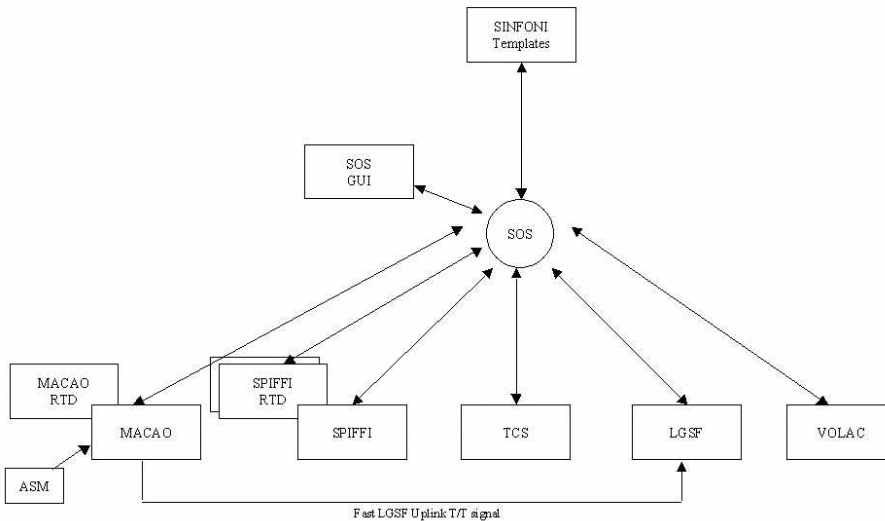 SINFONI
Templates
SOS
GUI
SOS
MACAO
RTD
SPIFFI
RTD
MACAO
SPIFFI
TCS
LGSF
VOLAC
ASM
Fast LGSF Uplink T/T signal